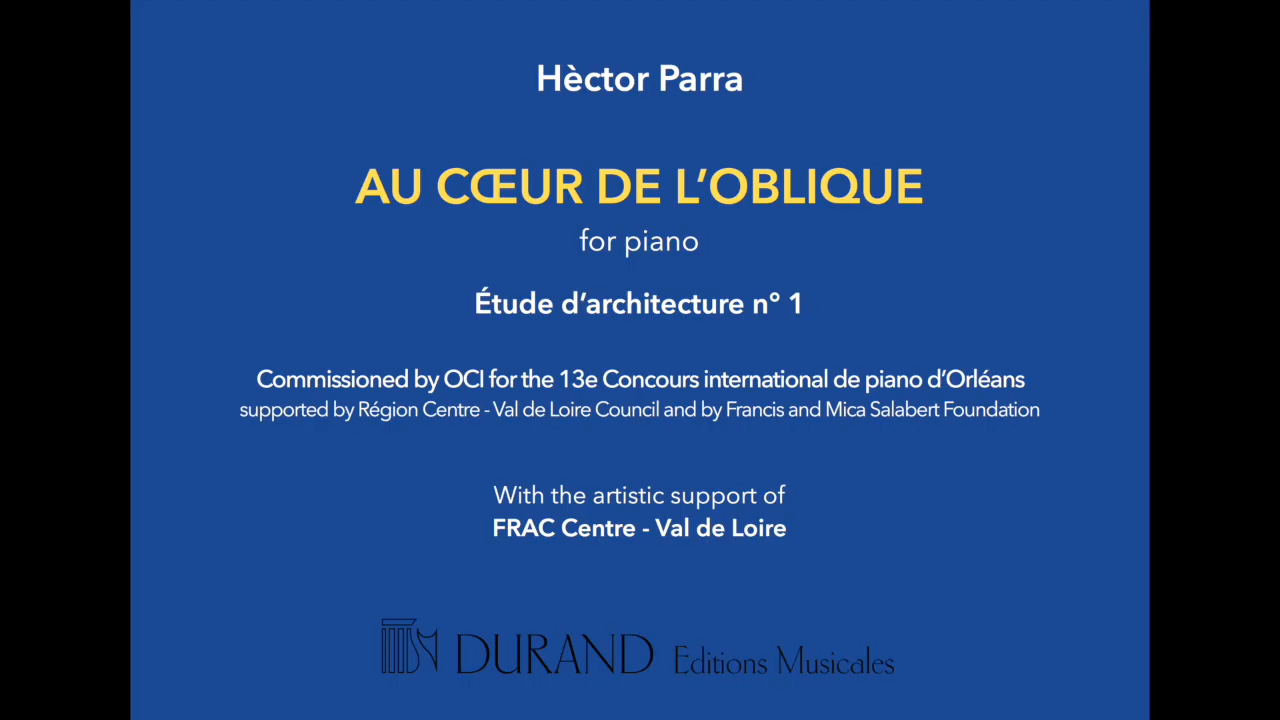 Hèctor Parra
AU CŒUR DE L’OBLIQUE
for piano
Étude d’architecture n° 1
Commissioned by OCI for the 13e Concours international de piano d’Orléans
supported by Région Centre - Val de Loire Council and by Francis and Mica Salabert Foundation
With the artistic support of
FRAC Centre - Val de Loire
DURAND Editions Musicales